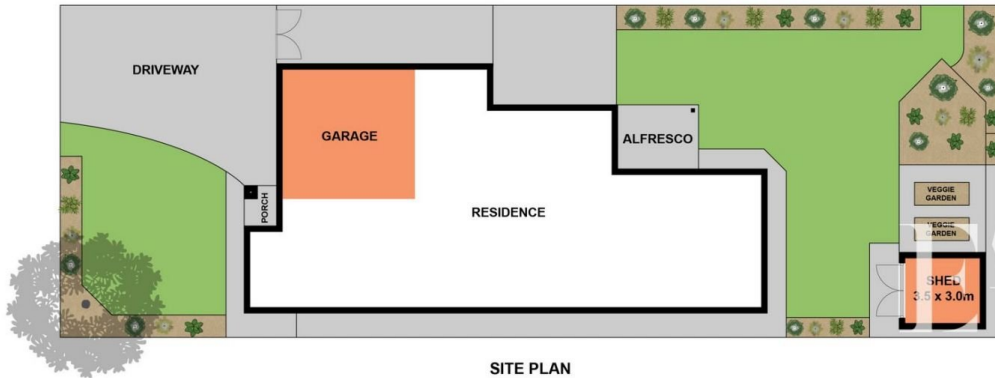 DRIVEWAY
GARAGE
ALFRESCO
PORCH
RESIDENCE
VEGGIE
GARDEN
VEGGIE
GARDEN
SHED
3.5 x 3.0m
SITE PLAN